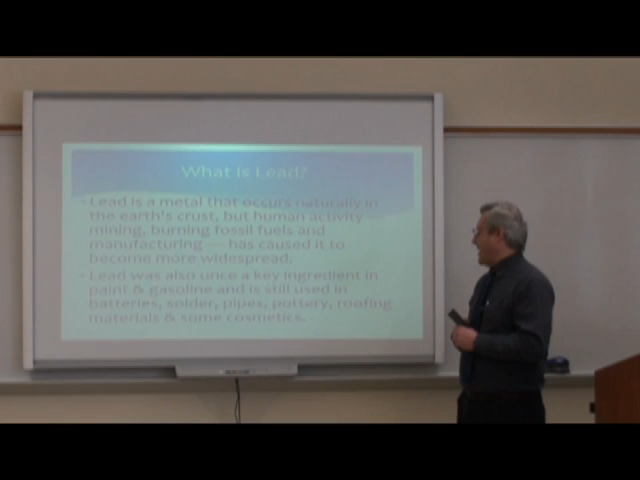 What is Lead?
Lead is a metal that occurs naturally in
the earth's crust, but human activity -
mining, burning fossil fuels and
manufacturing — has caused it to
become more widespread.
Lead was also once a key ingredient in
paint & gasoline and is still used in
batteries, solder, pipes, pottery, roofing
materials & some cosmetics.